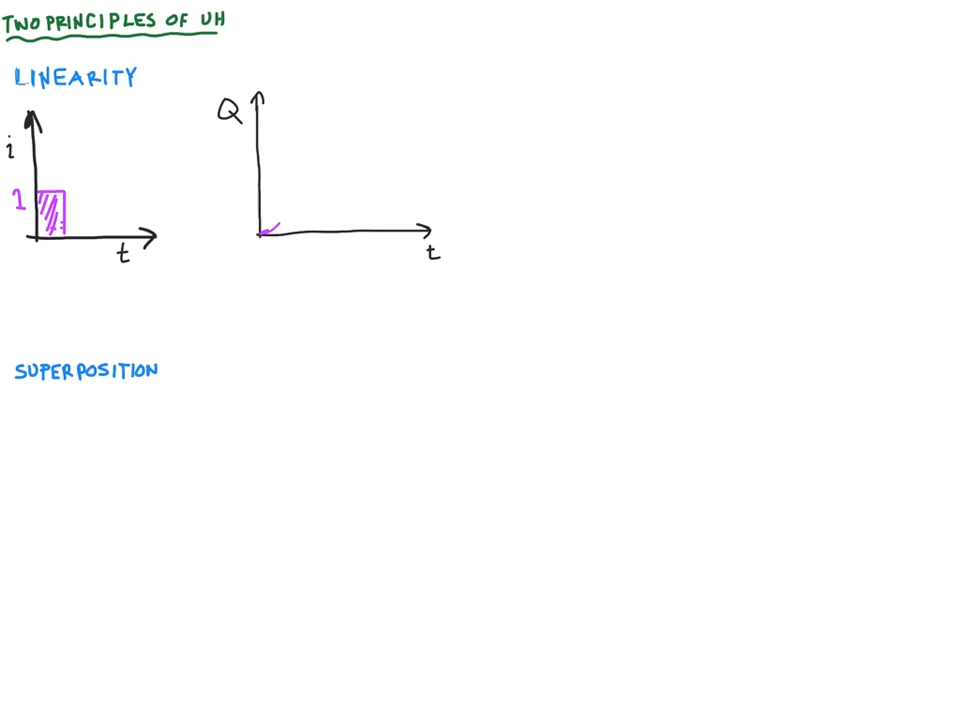 TWO PRINCIPLES OF UH
LINEARITY
Q
i
1
t
t
SUPERPOSITION